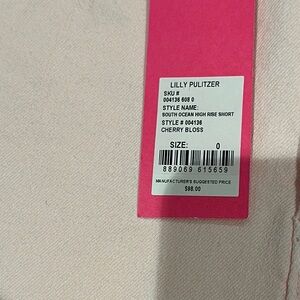 LILLY PULITZER
SKU #
004136 608 0
STYLE NAME:
SOUTH OCEAN HIGH RISE SHORT
STYLE # 004136
CHERRY BLOSS
SIZE: 0
889069 615659
MANUFACTURER'S SUGGESTED PRICE
$98.00